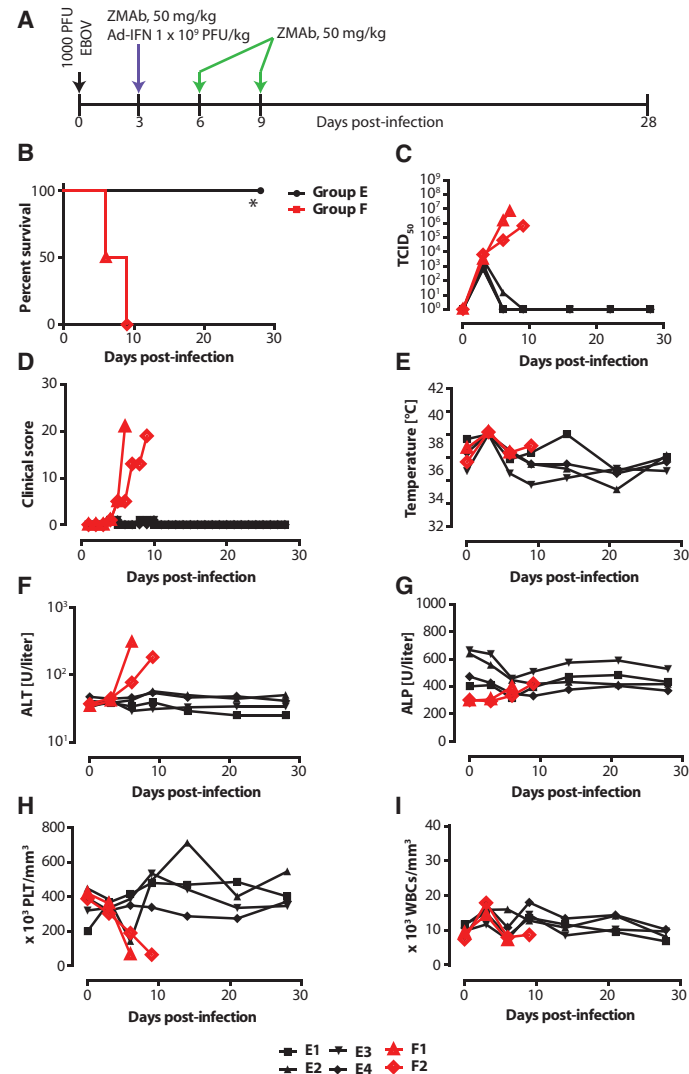 A
1000 PFU
EBOV
ZMAb, 50 mg/kg
Ad-IFN 1 x 10⁹ PFU/kg
ZMAb, 50 mg/kg
0
3
6
9
Days post-infection
28
B
Percent survival
100
50
0
0
10
20
30
Days post-infection
*
Group E
Group F
C
TCID₅₀
10⁹
10⁸
10⁷
10⁶
10⁵
10⁴
10³
10²
10¹
10⁰
0
10
20
30
Days post-infection
D
Clinical score
30
20
10
0
0
10
20
30
Days post-infection
E
Temperature [°C]
42
40
38
36
34
32
0
10
20
30
Days post-infection
F
ALT [U/liter]
10³
10²
10¹
0
10
20
30
Days post-infection
G
ALP [U/liter]
1000
800
600
400
200
0
0
10
20
30
Days post-infection
H
x 10³ PLT/mm³
800
600
400
200
0
0
10
20
30
Days post-infection
I
x 10³ WBCs/mm³
40
30
20
10
0
0
10
20
30
Days post-infection
E1
E3
F1
E2
E4
F2